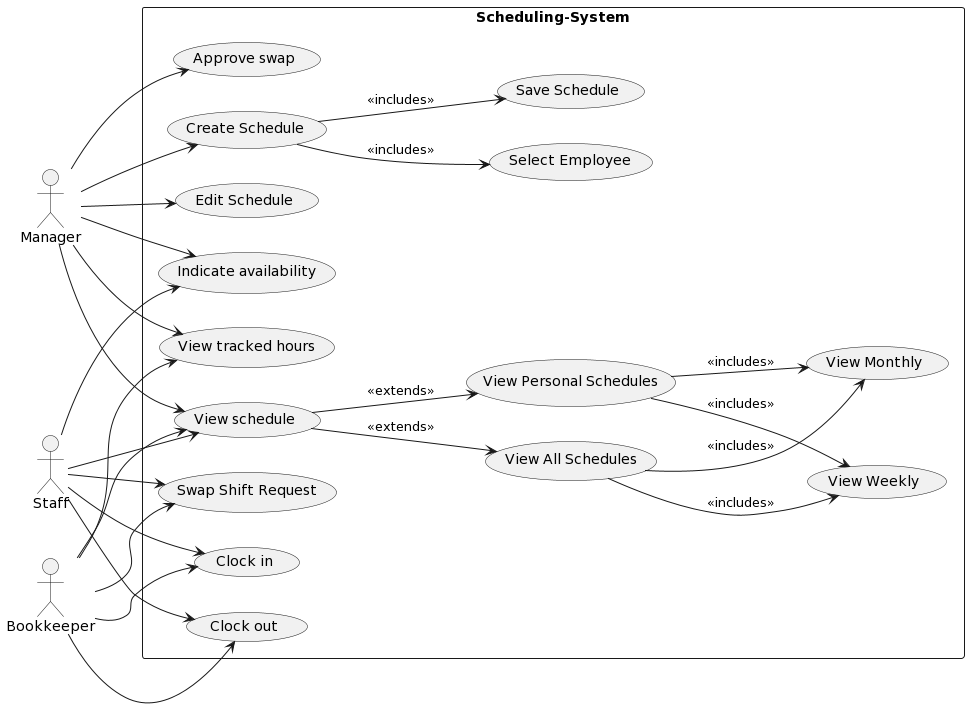 Scheduling-System
Approve swap
Save Schedule
«includes»
Create Schedule
«includes»
Select Employee
Edit Schedule
Manager
Indicate availability
View tracked hours
View Monthly
«includes»
View Personal Schedules
«extends»
«includes»
View schedule
«extends»
«includes»
View All Schedules
View Weekly
Swap Shift Request
Staff
«includes»
Clock in
Bookkeeper
Clock out